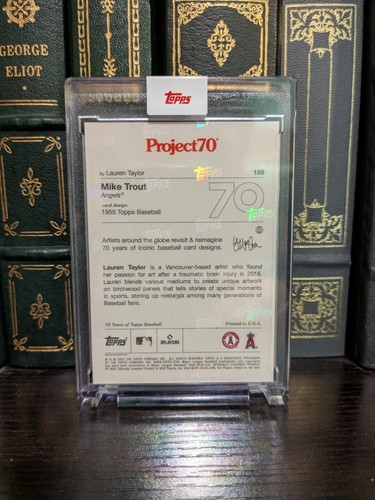 GEORGE
ELIOT
Topps
Project70®
by Lauren Taylor 159
Mike Trout
Angels®
card design:
1955 Topps Baseball
70
Artists around the globe revisit & reimagine
70 years of iconic baseball card designs.
Lauren Taylor is a Vancouver-based artist who found
her passion for art after a traumatic brain injury in 2016.
Lauren blends various mediums to create unique artwork
on birchwood panels that tells stories of special moments
in sports, stirring up nostalgia among many generations of
Baseball fans.
70 Years of Topps Baseball Printed in U.S.A.
Topps
PLAYERS